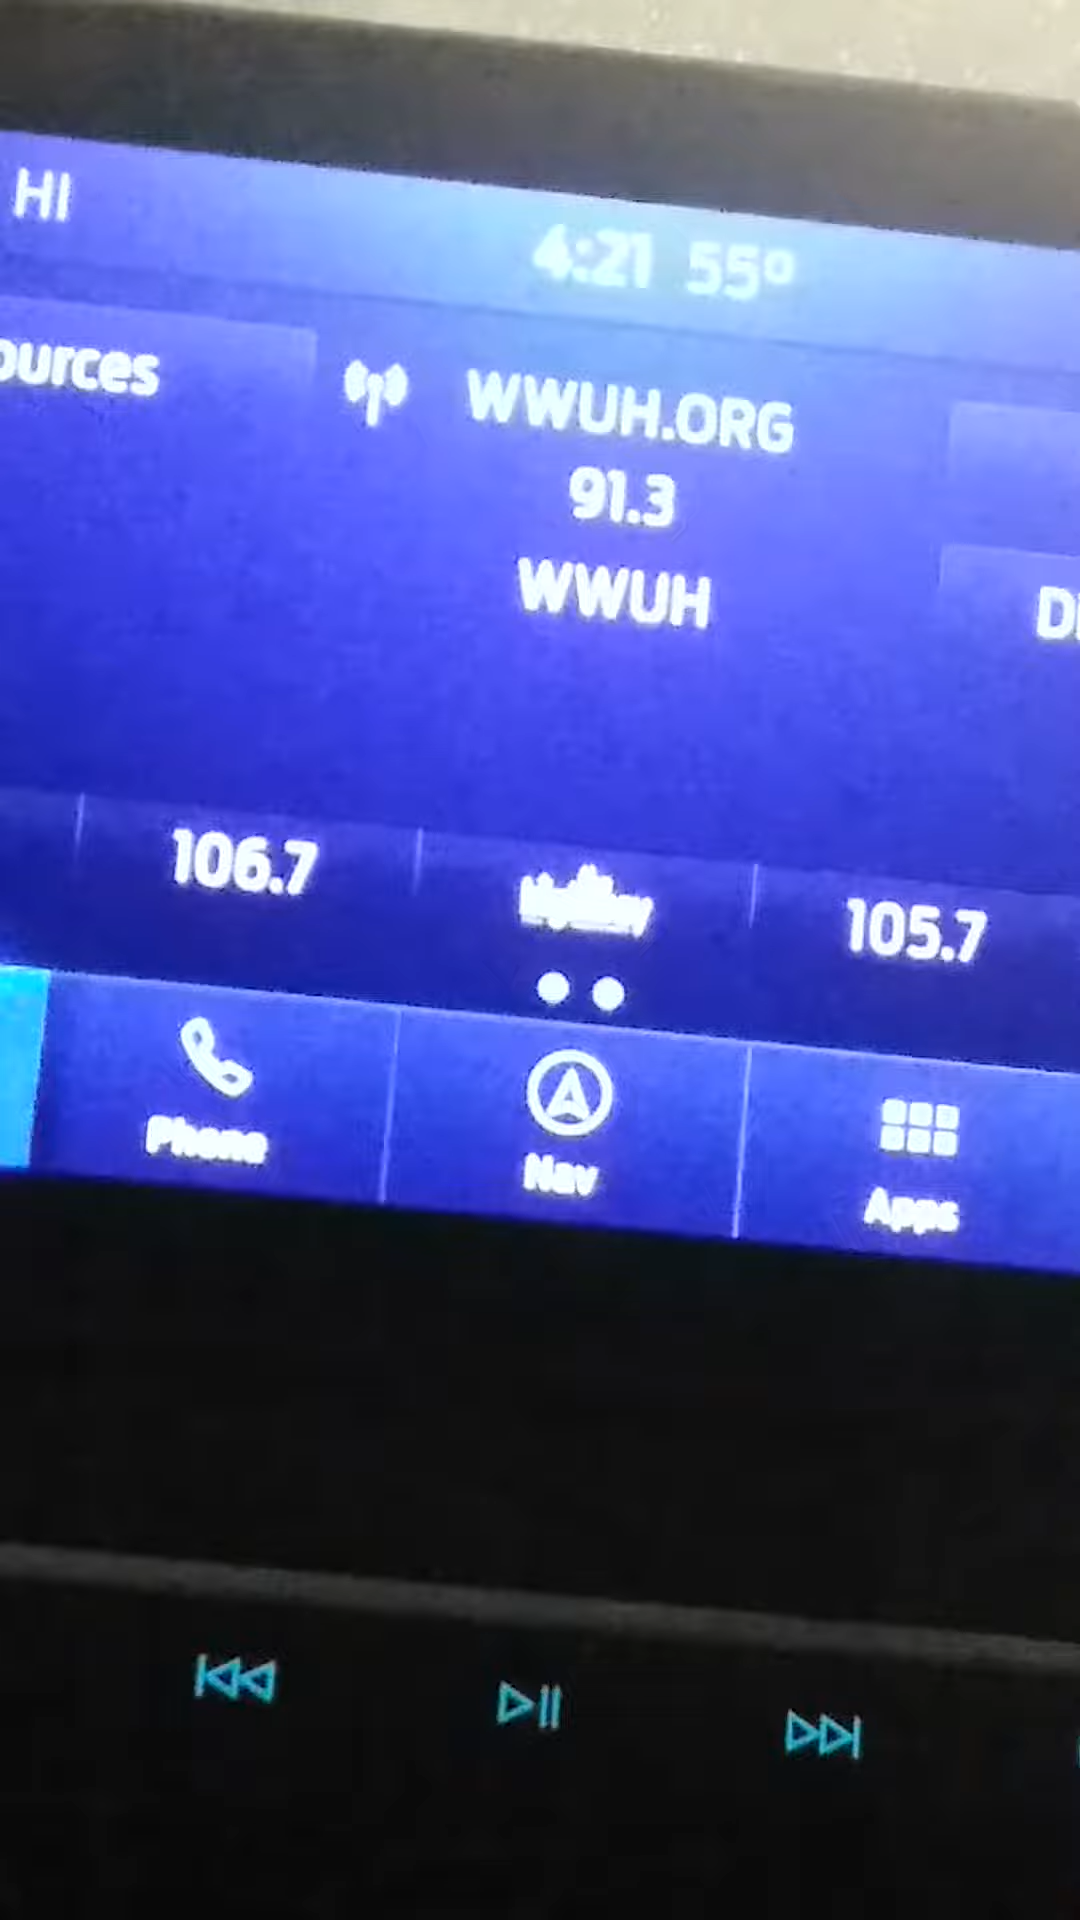 HI
4:21 55°
ources
WWUH.ORG
91.3
WWUH
106.7
105.7
Phone
Nav
Apps